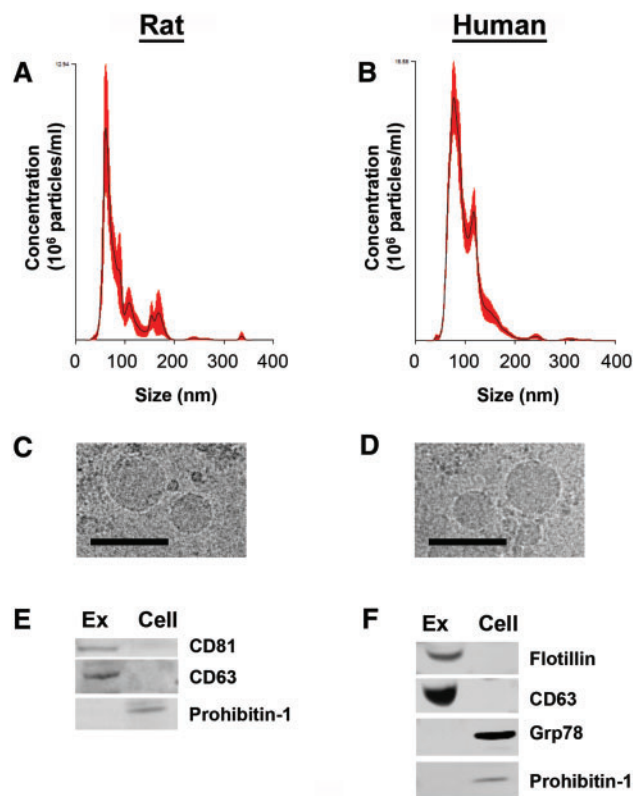 Rat
Human
A
B
12.94
Concentration
(10⁶ particles/ml)
0 100 200 300 400
Size (nm)
Concentration
(10⁶ particles/ml)
0 100 200 300 400
Size (nm)
C
D
E
Ex Cell
CD81
CD63
Prohibitin-1
F
Ex Cell
Flotillin
CD63
Grp78
Prohibitin-1